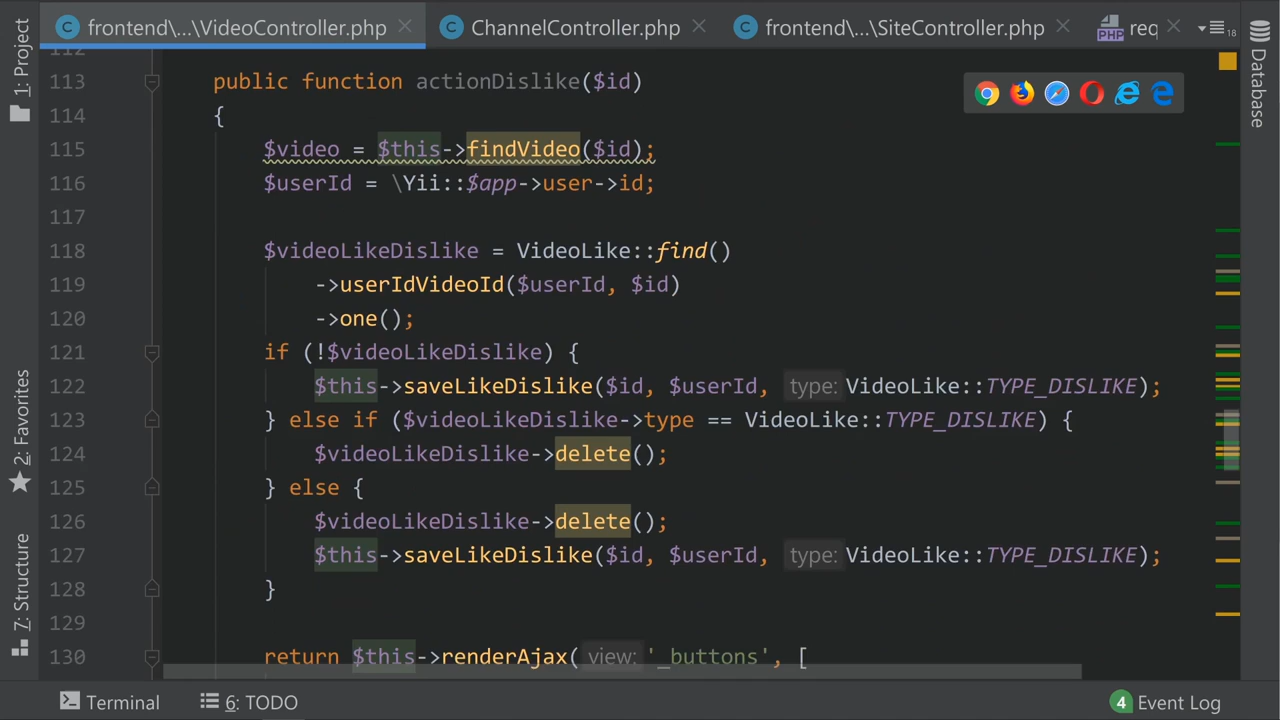 1: Project
frontend\...\VideoController.php
ChannelController.php
frontend\...\SiteController.php
PHP
req
18
Database
113 public function actionDislike($id)
114 {
115 $video = $this->findVideo($id);
116 $userId = \Yii::$app->user->id;
117
118 $videoLikeDislike = VideoLike::find()
119 ->userIdVideoId($userId, $id)
120 ->one();
121 if (!$videoLikeDislike) {
122 $this->saveLikeDislike($id, $userId, type: VideoLike::TYPE_DISLIKE);
123 } else if ($videoLikeDislike->type == VideoLike::TYPE_DISLIKE) {
124 $videoLikeDislike->delete();
125 } else {
126 $videoLikeDislike->delete();
127 $this->saveLikeDislike($id, $userId, type: VideoLike::TYPE_DISLIKE);
128 }
129
130 return $this->renderAjax( view: '_buttons', [
2: Favorites
7: Structure
Terminal
6: TODO
4 Event Log